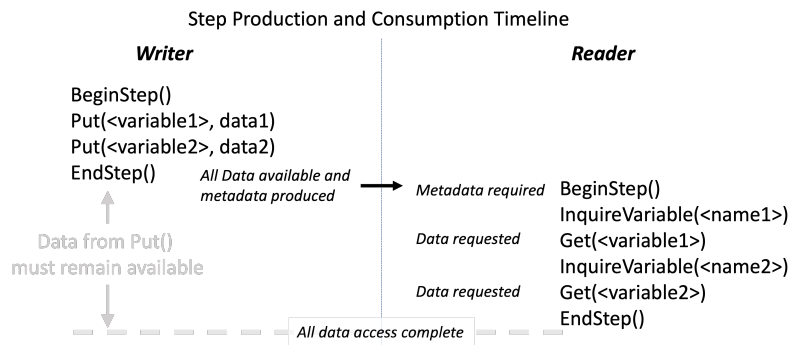 Step Production and Consumption Timeline
Writer
Reader
BeginStep()
Put(<variable1>, data1)
Put(<variable2>, data2)
EndStep()
All Data available and
metadata produced
Data from Put()
must remain available
Metadata required
BeginStep()
InquireVariable(<name1>)
Data requested
Get(<variable1>)
InquireVariable(<name2>)
Data requested
Get(<variable2>)
EndStep()
All data access complete